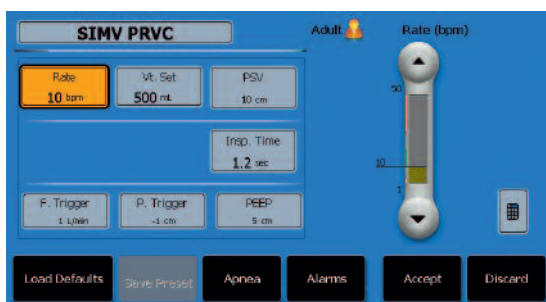 SIMV PRVC
Adult
Rate (bpm)
Rate
10 bpm
Vt. Set
500 mL
PSV
10 cm
Insp. Time
1.2 sec
F. Trigger
1 L/min
P. Trigger
-1 cm
PEEP
5 cm
50
10
1
Load Defaults
Save Preset
Apnea
Alarms
Accept
Discard